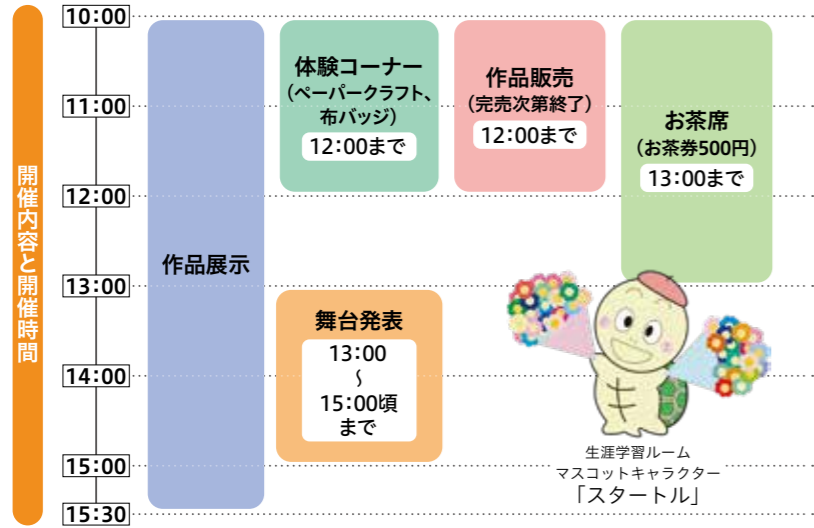 開催内容と開催時間
10:00
11:00
12:00
13:00
14:00
15:00
15:30
作品展示
体験コーナー
（ペーパークラフト、
布バッジ）
12:00まで
作品販売
（完売次第終了）
12:00まで
お茶席
（お茶券500円）
13:00まで
舞台発表
13:00
〜
15:00頃
まで
生涯学習ルーム
マスコットキャラクター
「スタートル」